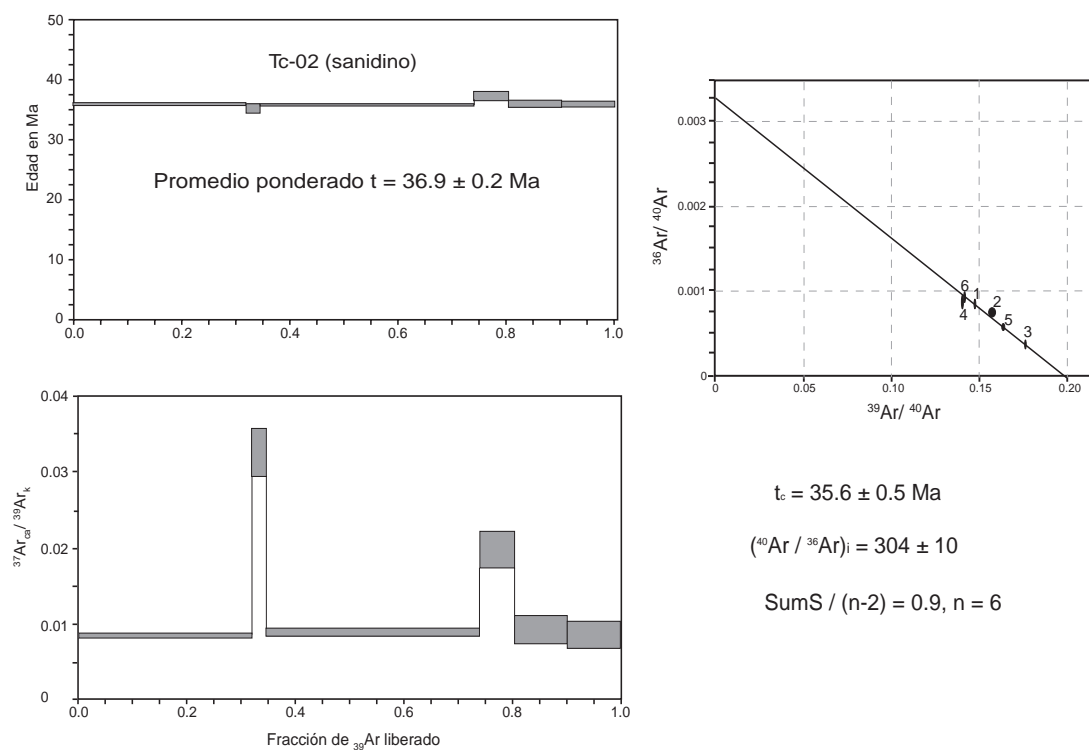 50
40
30
20
10
0
Edad en Ma
Tc-02 (sanidino)
Promedio ponderado t = 36.9 ± 0.2 Ma
0.0 0.2 0.4 0.6 0.8 1.0
0.04
0.03
0.02
0.01
0
³⁷Ar_ca/ ³⁹Ar_k
0.0 0.2 0.4 0.6 0.8 1.0
Fracción de ₃₉Ar liberado
0.003
0.002
0.001
0
³⁶Ar/ ⁴⁰Ar
6 1
2
4 5 3
0 0.05 0.10 0.15 0.20
³⁹Ar/ ⁴⁰Ar
t_c = 35.6 ± 0.5 Ma
(⁴⁰Ar / ³⁶Ar)_i = 304 ± 10
SumS / (n-2) = 0.9, n = 6